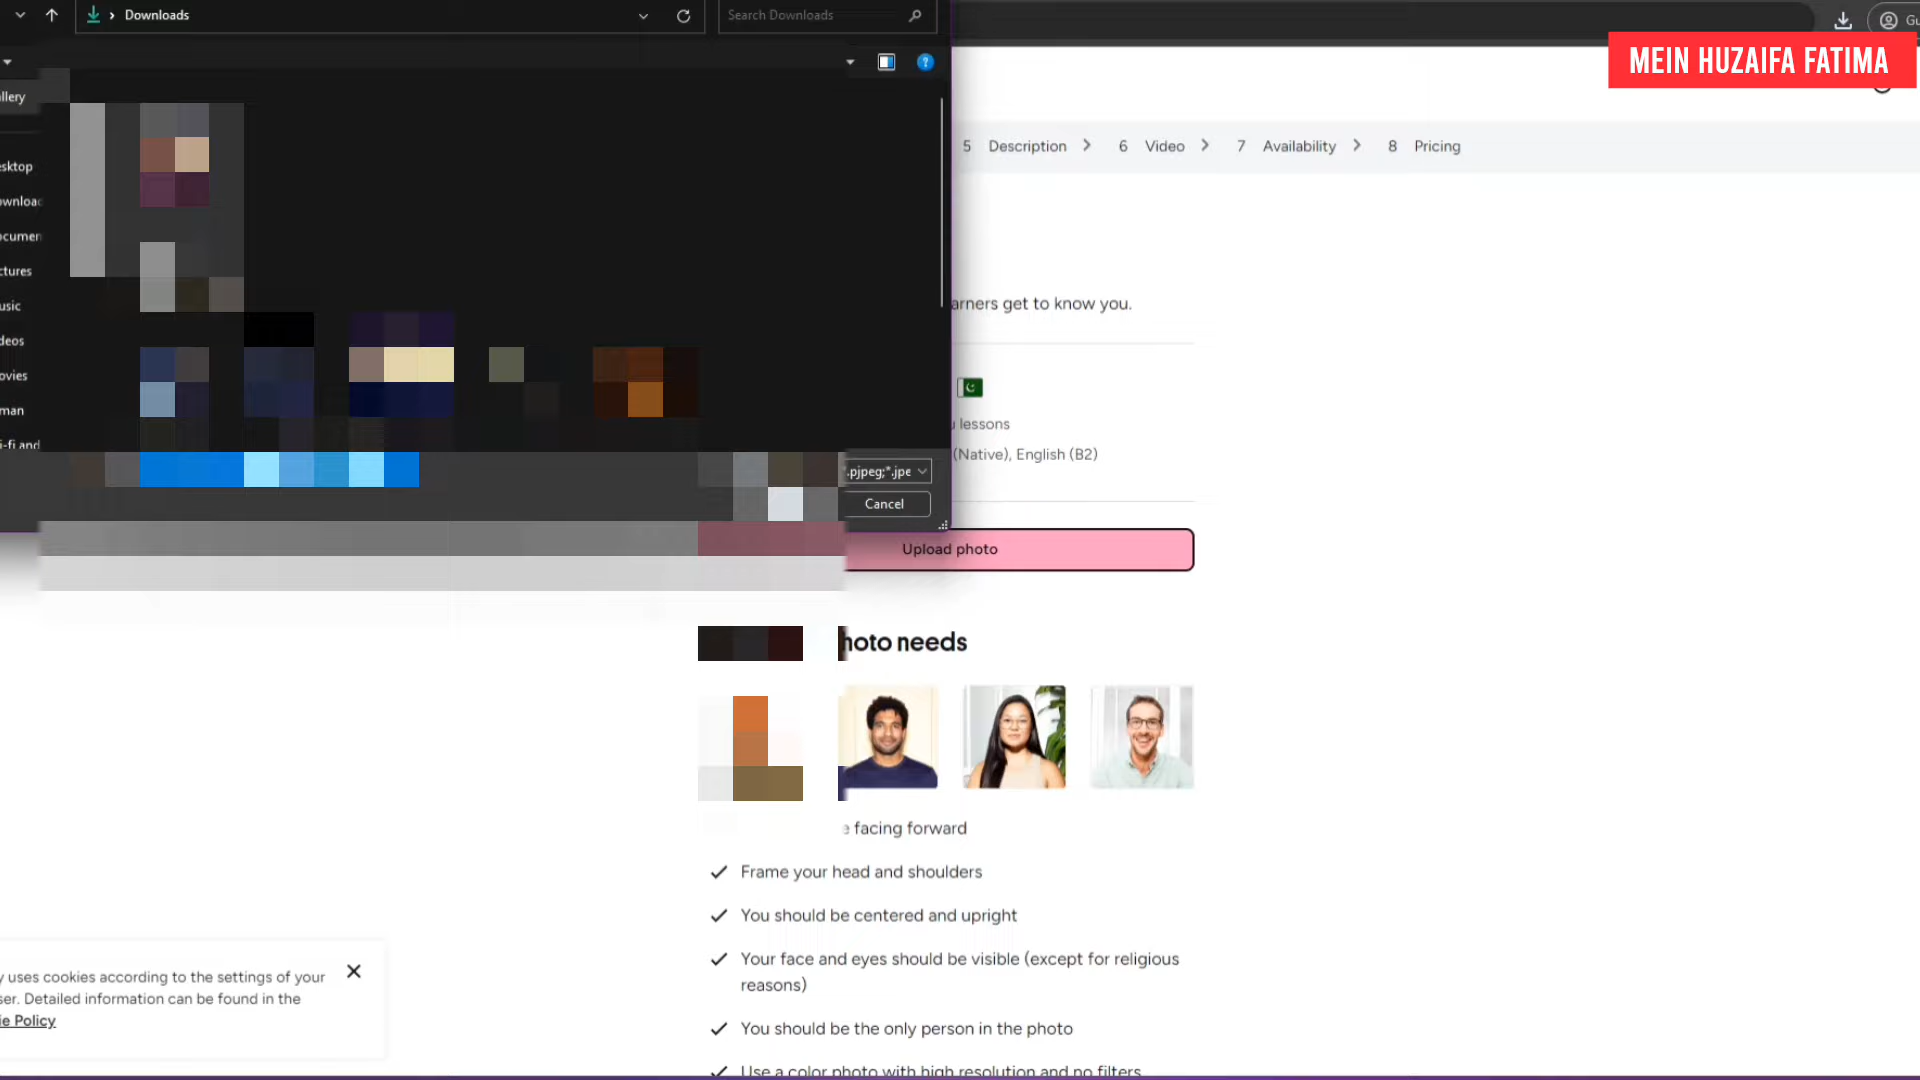 Downloads
Search Downloads
Gu
MEIN HUZAIFA FATIMA
llery
sktop
ownload
ocumen
ctures
usic
deos
ovies
man
i-fi and
5 Description
6 Video
7 Availability
8 Pricing
arners get to know you.
lessons
(Native), English (B2)
.pjpeg;*.jpe
Cancel
Upload photo
hoto needs
e facing forward
Frame your head and shoulders
You should be centered and upright
Your face and eyes should be visible (except for religious
reasons)
You should be the only person in the photo
Use a color photo with high resolution and no filters
y uses cookies according to the settings of your
ser. Detailed information can be found in the
ie Policy